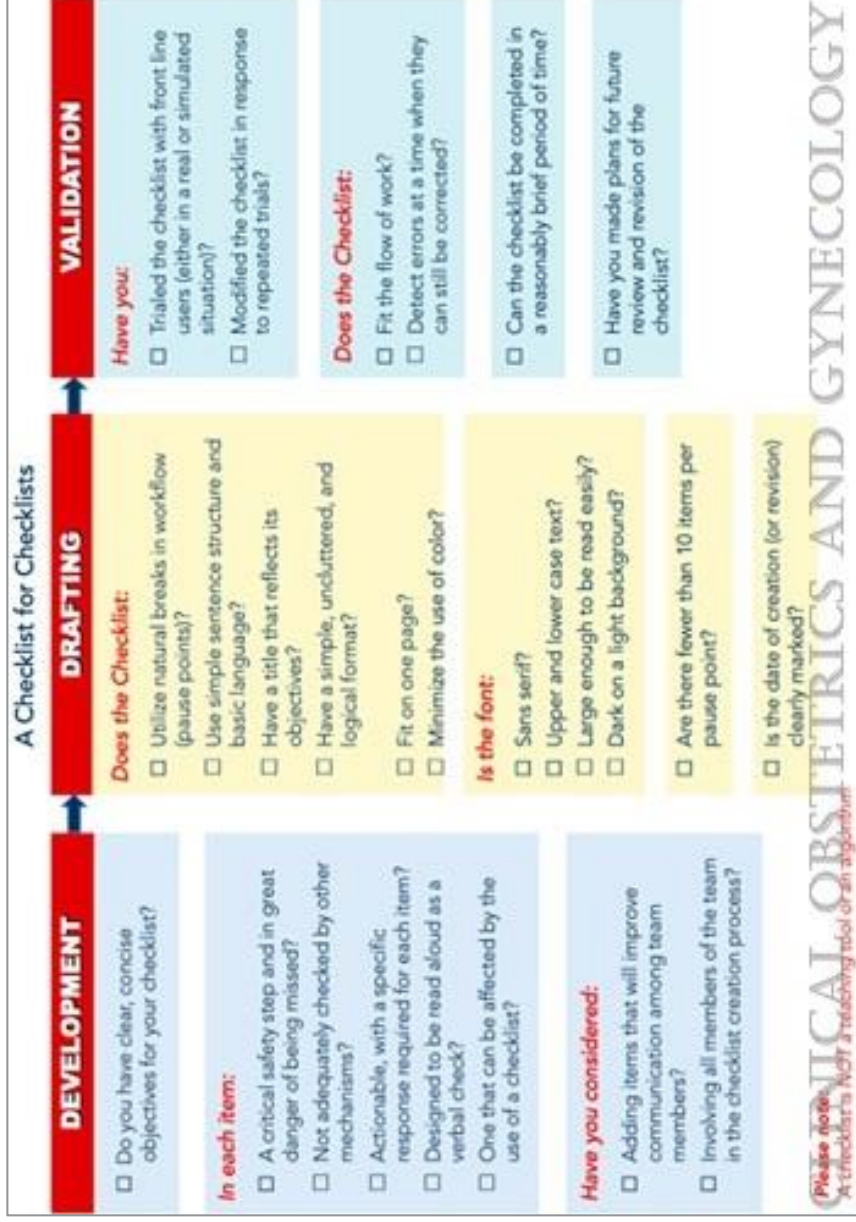 A Checklist for Checklists
DEVELOPMENT
☐ Do you have clear, concise
objectives for your checklist?
In each item:
☐ A critical safety step and in great
danger of being missed?
☐ Not adequately checked by other
mechanisms?
☐ Actionable, with a specific
response required for each item?
☐ Designed to be read aloud as a
verbal check?
☐ One that can be affected by the
use of a checklist?
Have you considered:
☐ Adding items that will improve
communication among team
members?
☐ Involving all members of the team
in the checklist creation process?
Please note:
A checklist is NOT a teaching tool or an algorithm
DRAFTING
Does the Checklist:
☐ Utilize natural breaks in workflow
(pause points)?
☐ Use simple sentence structure and
basic language?
☐ Have a title that reflects its
objectives?
☐ Have a simple, uncluttered, and
logical format?
☐ Fit on one page?
☐ Minimize the use of color?
Is the font:
☐ Sans serif?
☐ Upper and lower case text?
☐ Large enough to be read easily?
☐ Dark on a light background?
☐ Are there fewer than 10 items per
pause point?
☐ Is the date of creation (or revision)
clearly marked?
VALIDATION
Have you:
☐ Trialed the checklist with front line
users (either in a real or simulated
situation)?
☐ Modified the checklist in response
to repeated trials?
Does the Checklist:
☐ Fit the flow of work?
☐ Detect errors at a time when they
can still be corrected?
☐ Can the checklist be completed in
a reasonably brief period of time?
☐ Have you made plans for future
review and revision of the
checklist?
CLINICAL OBSTETRICS AND GYNECOLOGY